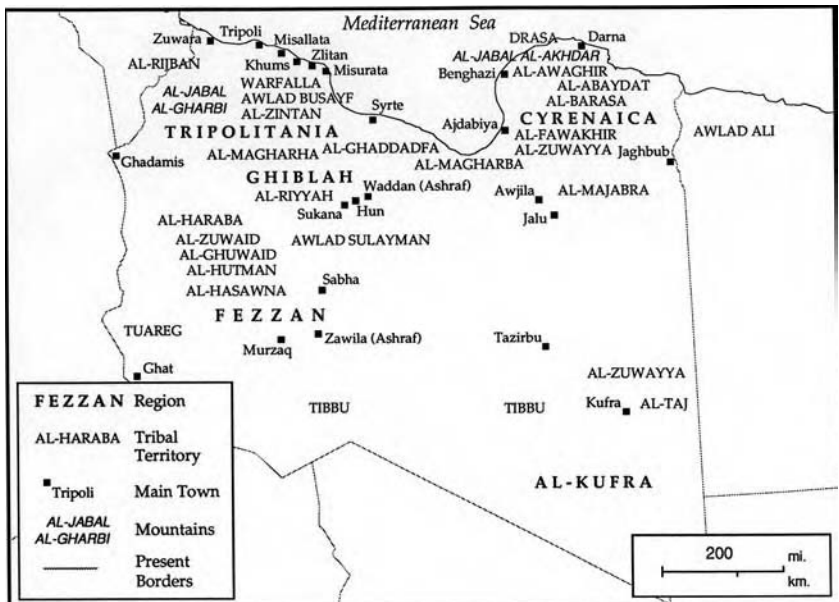 Mediterranean Sea
Zuwara
Tripoli
Misallata
Zlitan
Khums
Misurata
AL-RIJBAN
AL-JABAL
AL-GHARBI
WARFALLA
AWLAD BUSAYF
AL-ZINTAN
TRIPOLITANIA
Syrte
DRASA
Darna
AL-JABAL AL-AKHDAR
Benghazi
AL-AWAGHIR
AL-ABAYDAT
AL-BARASA
CYRENAICA
Ajdabiya
AL-FAWAKHIR
AL-ZUWAYYA
AWLAD ALI
Jaghbub
Ghadamis
AL-MAGHARHA
AL-GHADDADFA
AL-MAGHARBA
GHIBLAH
AL-RIYYAH
Waddan (Ashraf)
Hun
Sukana
Awjila
AL-MAJABRA
Jalu
AL-HARABA
AL-ZUWAID
AL-GHUWAID
AL-HUTMAN
AL-HASAWNA
AWLAD SULAYMAN
Sabha
FEZZAN
TUAREG
Murzaq
Zawila (Ashraf)
Tazirbu
Ghat
AL-ZUWAYYA
TIBBU
TIBBU
Kufra
AL-TAJ
AL-KUFRA
FEZZAN Region
AL-HARABA Tribal
Territory
Tripoli Main Town
AL-JABAL
AL-GHARBI
Mountains
Present
Borders
200 mi.
km.